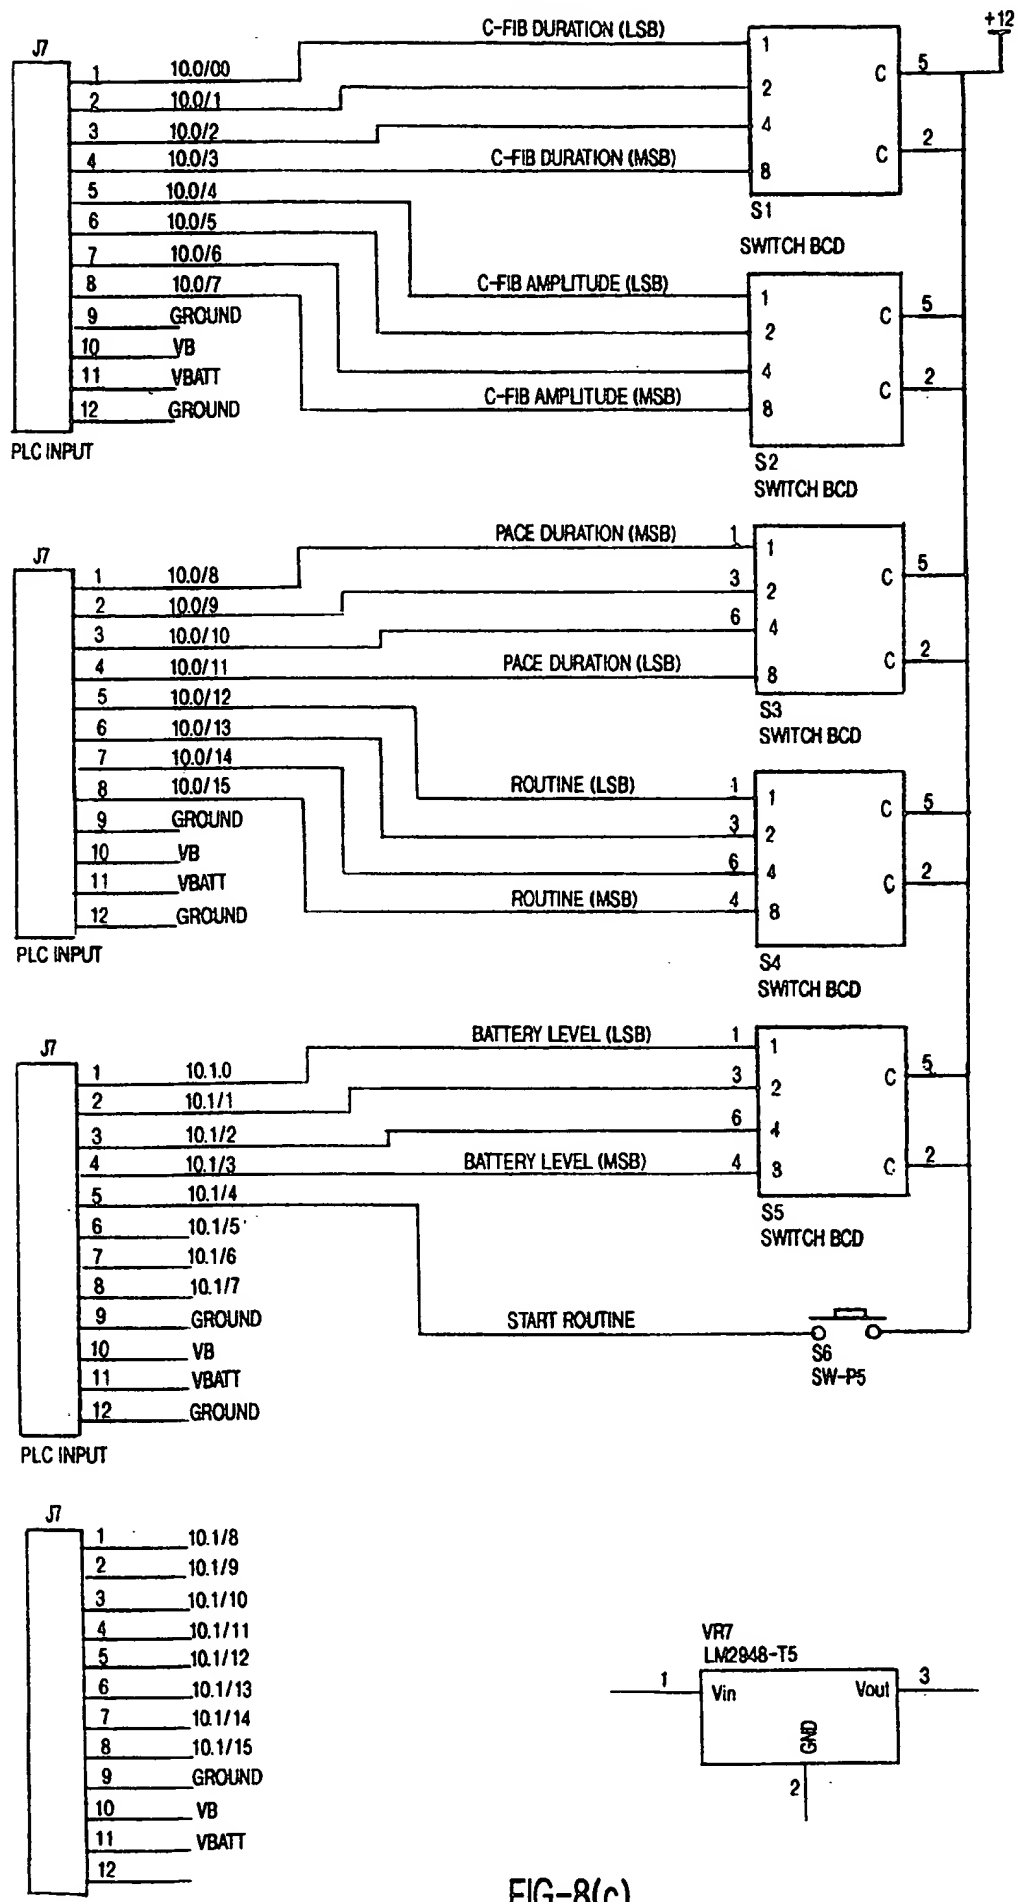 +12
C-FIB DURATION (LSB)
J7
1 10.0/00
2 10.0/1
3 10.0/2
4 10.0/3 C-FIB DURATION (MSB)
5 10.0/4
6 10.0/5
7 10.0/6
8 10.0/7
9 GROUND
10 VB
11 VBATT
12 GROUND
PLC INPUT
1 C 5
2
4 C 2
8
S1
SWITCH BCD
C-FIB AMPLITUDE (LSB)
1 C 5
2
4 C 2
C-FIB AMPLITUDE (MSB)
8
S2
SWITCH BCD
J7
1 10.0/8
2 10.0/9
3 10.0/10
4 10.0/11
5 10.0/12
6 10.0/13
7 10.0/14
8 10.0/15
9 GROUND
10 VB
11 VBATT
12 GROUND
PLC INPUT
PACE DURATION (MSB) 1 1 C 5
3 2
6 4 C 2
PACE DURATION (LSB) 8
S3
SWITCH BCD
ROUTINE (LSB) 1 1 C 5
3 2
6 4 C 2
ROUTINE (MSB) 4 8
S4
SWITCH BCD
J7
1 10.1.0
2 10.1/1
3 10.1/2
4 10.1/3
5 10.1/4
6 10.1/5
7 10.1/6
8 10.1/7
9 GROUND
10 VB
11 VBATT
12 GROUND
PLC INPUT
BATTERY LEVEL (LSB) 1 1 C 5
3 2
6 4
BATTERY LEVEL (MSB) 4 8 C 2
S5
SWITCH BCD
START ROUTINE
S6
SW-P5
J7
1 10.1/8
2 10.1/9
3 10.1/10
4 10.1/11
5 10.1/12
6 10.1/13
7 10.1/14
8 10.1/15
9 GROUND
10 VB
11 VBATT
12
VR7
LM2948-T5
1 Vin Vout 3
GND
2
FIG-8(c)